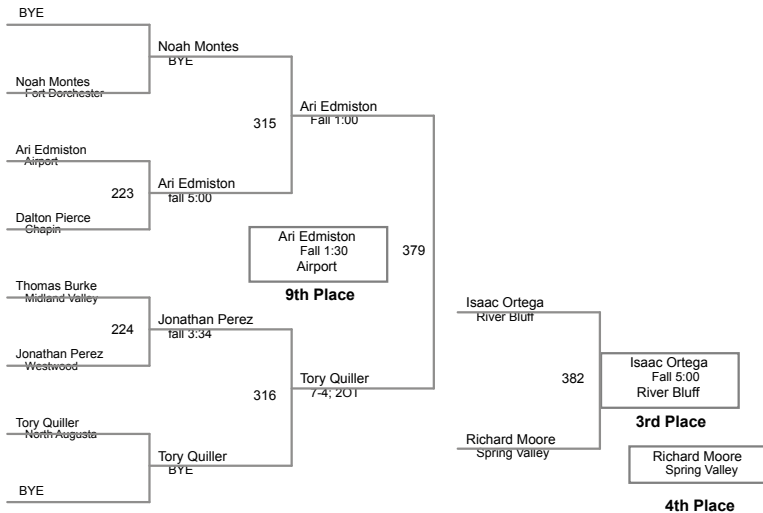 BYE
Noah Montes
BYE
Noah Montes
Fort Dorchester
Ari Edmiston
Fall 1:00
315
Ari Edmiston
Airport
223
Ari Edmiston
fall 5:00
Dalton Pierce
Chapin
Ari Edmiston
Fall 1:30
Airport
9th Place
379
Thomas Burke
Midland Valley
224
Jonathan Perez
fall 3:34
Jonathan Perez
Westwood
316
Tory Quiller
7-4; 2OT
Tory Quiller
North Augusta
Tory Quiller
BYE
BYE
Isaac Ortega
River Bluff
382
Isaac Ortega
Fall 5:00
River Bluff
3rd Place
Richard Moore
Spring Valley
Richard Moore
Spring Valley
4th Place